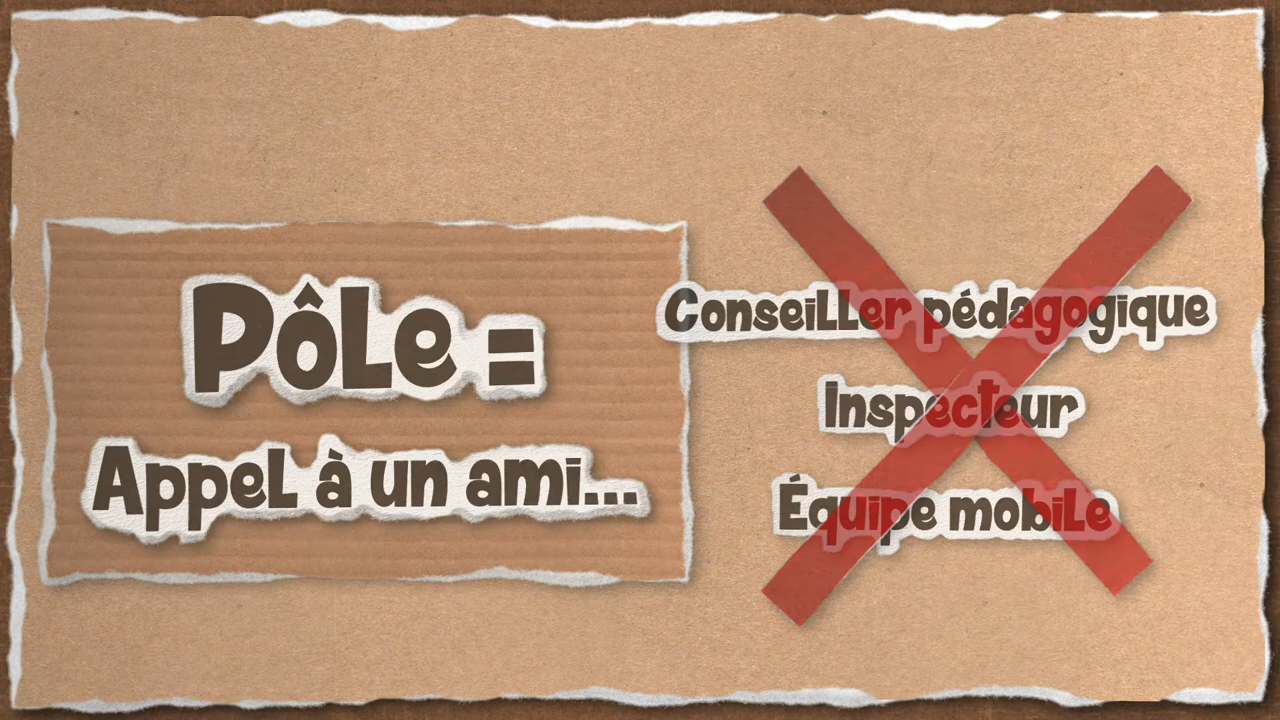 Pôle =
Appel à un ami...
Conseiller pédagogique
Inspecteur
Équipe mobile